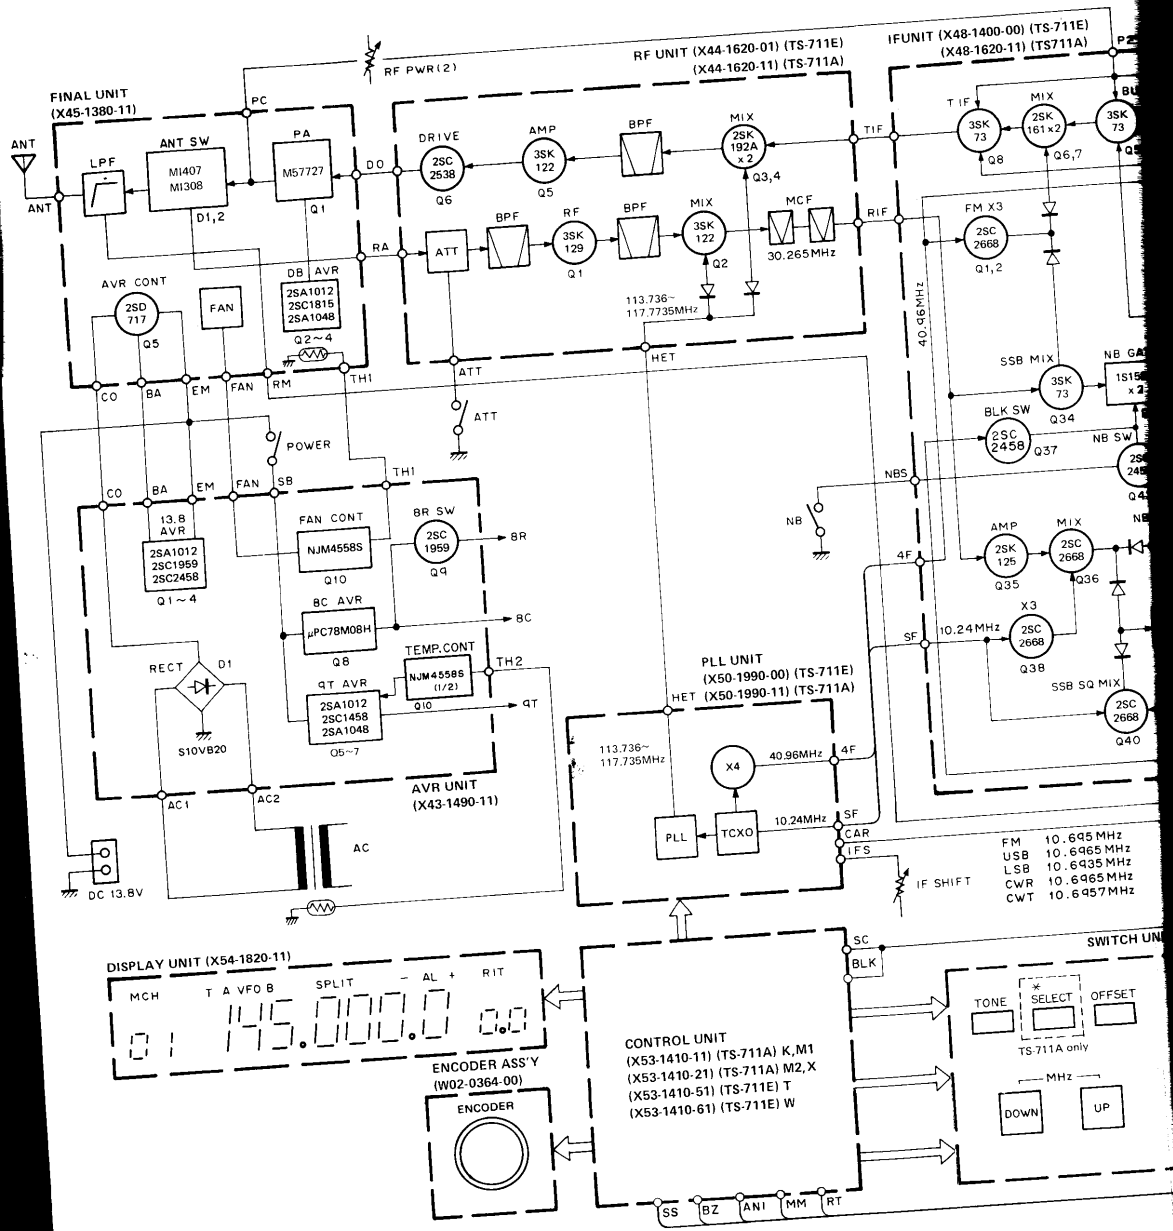 RF PWR(2)
RF UNIT (X44-1620-01) (TS-711E)
(X44-1620-11) (TS-711A)
IFUNIT (X48-1400-00) (TS-711E)
(X48-1620-11) (TS711A)
FINAL UNIT
(X45-1380-11)
PC
ANT
LPF
ANT SW
MI407
MI308
D1,2
PA
M57727
Q1
ANT
DO
DRIVE
2SC
2538
Q6
AMP
3SK
122
Q5
BPF
MIX
2SK
192A
x 2
Q3,4
TIF
T IF
3SK
73
Q8
MIX
2SK
161x2
Q6,7
3SK
73
RA
ATT
BPF
RF
3SK
129
Q1
BPF
MIX
3SK
122
Q2
MCF
30.265MHz
RIF
FM X3
2SC
2668
Q1,2
AVR CONT
2SD
717
Q5
FAN
DB AVR
2SA1012
2SC1815
2SA1048
Q2~4
113.736~
117.7735MHz
40.96MHz
CO
BA
EM
FAN
RM
TH1
ATT
HET
SSB MIX
3SK
73
Q34
x 2
BLK SW
2SC
2458
Q37
NB SW
ATT
POWER
CO
BA
EM
FAN
SB
TH1
NBS
NB
13.8
AVR
2SA1012
2SC1959
2SC2458
Q1~4
FAN CONT
NJM4558S
Q10
8R SW
2SC
1959
Q9
8R
8C AVR
µPC78M08H
Q8
8C
4F
AMP
2SK
125
Q35
MIX
2SC
2668
Q36
SF
10.24MHz
X3
2SC
2668
Q38
SSB SQ MIX
2SC
2668
Q40
RECT
D1
S10VB20
TEMP.CONT
NJM4558S
(1/2)
Q10
TH2
9T AVR
2SA1012
2SC1458
2SA1048
Q5~7
9T
AC1
AC2
AVR UNIT
(X43-1490-11)
PLL UNIT
(X50-1990-00) (TS-711E)
(X50-1990-11) (TS-711A)
HET
113.736~
117.735MHz
X4
40.96MHz
4F
PLL
TCXO
10.24MHz
SF
CAR
IFS
IF SHIFT
FM 10.695MHz
USB 10.6965MHz
LSB 10.6935MHz
CWR 10.6965MHz
CWT 10.6957MHz
DC 13.8V
AC
DISPLAY UNIT (X54-1820-11)
MCH T A VFO B SPLIT - AL + RIT
01 145.000.0 0.0
ENCODER ASS'Y
(W02-0364-00)
ENCODER
CONTROL UNIT
(X53-1410-11) (TS-711A) K,M1
(X53-1410-21) (TS-711A) M2,X
(X53-1410-51) (TS-711E) T
(X53-1410-61) (TS-711E) W
SC
BLK
SWITCH
TONE
*
SELECT
OFFSET
TS-711A only
MHz
DOWN
UP
SS
BZ
ANI
MM
RT